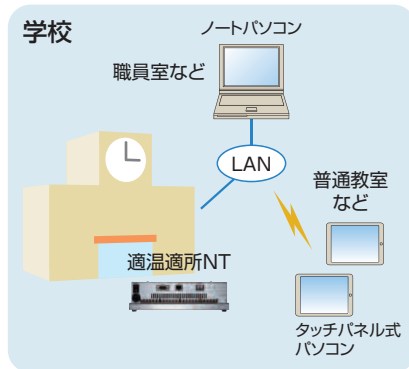 学校
ノートパソコン
職員室など
LAN
普通教室
など
適温適所NT
タッチパネル式
パソコン